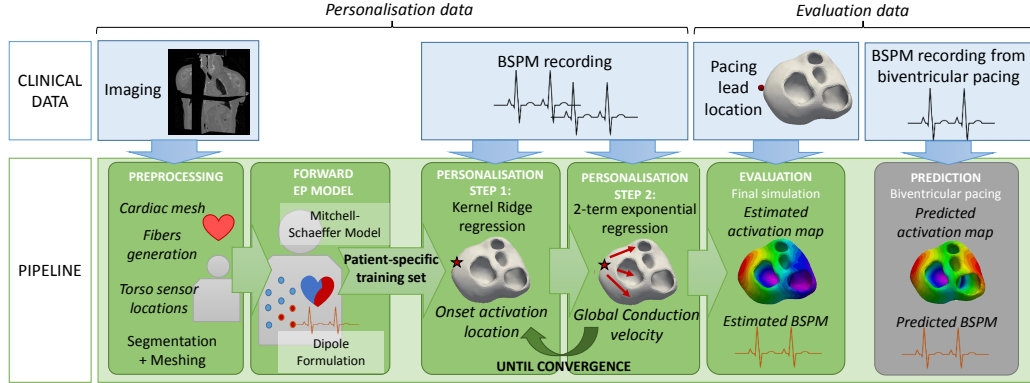 Personalisation data
Evaluation data
CLINICAL
DATA
Imaging
BSPM recording
Pacing
lead
location
BSPM recording from
biventricular pacing
PIPELINE
PREPROCESSING
Cardiac mesh
Fibers
generation
Torso sensor
locations
Segmentation
+ Meshing
FORWARD
EP MODEL
Mitchell-
Schaeffer Model
Dipole
Formulation
Patient-specific
training set
PERSONALISATION
STEP 1:
Kernel Ridge
regression
Onset activation
location
PERSONALISATION
STEP 2:
2-term exponential
regression
Global Conduction
velocity
UNTIL CONVERGENCE
EVALUATION
Final simulation
Estimated
activation map
Estimated BSPM
PREDICTION
Biventricular pacing
Predicted
activation map
Predicted BSPM